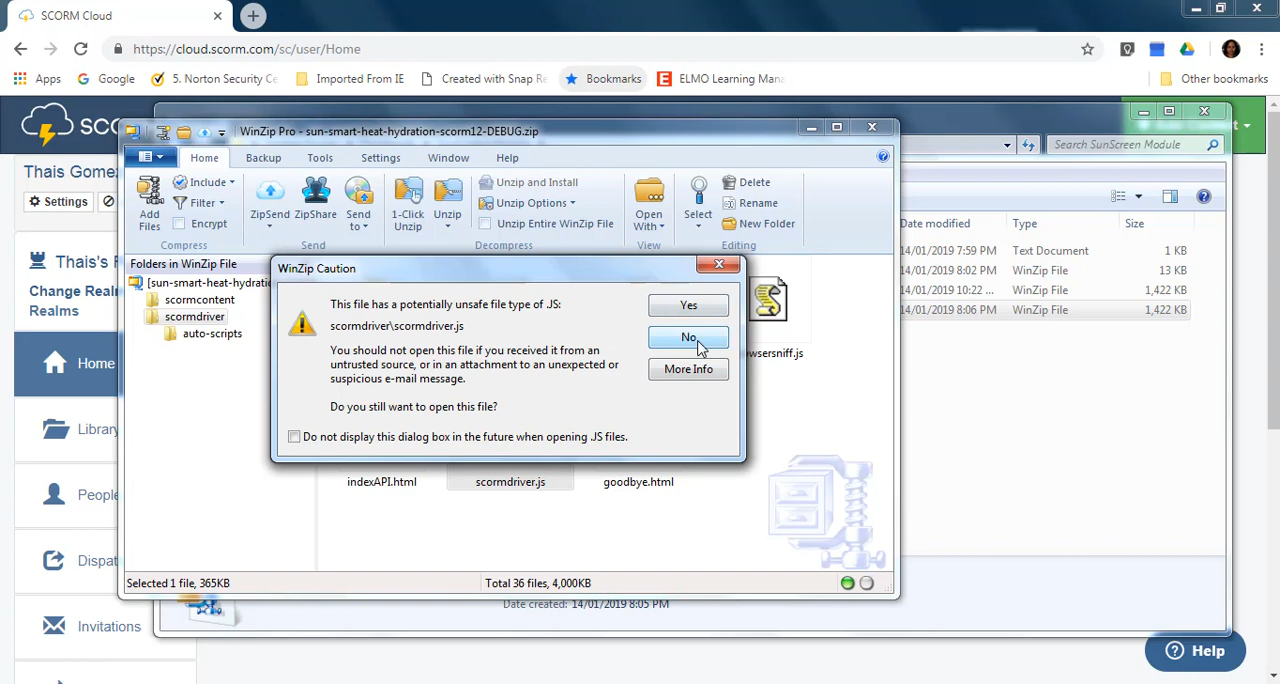 SCORM Cloud
https://cloud.scorm.com/sc/user/Home
Apps Google 5. Norton Security Ce Imported From IE Created with Snap Re Bookmarks ELMO Learning Mana Other bookmarks
SCO
WinZip Pro - sun-smart-heat-hydration-scorm12-DEBUG.zip
Search SunScreen Module
Home Backup Tools Settings Window Help
Thais Gomez
Settings
Include
Filter
Encrypt
Add Files
Compress
ZipSend ZipShare Send to
Send
1-Click Unzip
Unzip
Unzip and Install
Unzip Options
Unzip Entire WinZip File
Decompress
Open With
View
Select
Delete
Rename
New Folder
Editing
Date modified Type Size
14/01/2019 7:59 PM Text Document 1 KB
14/01/2019 8:02 PM WinZip File 13 KB
14/01/2019 10:22 ... WinZip File 1,422 KB
14/01/2019 8:06 PM WinZip File 1,422 KB
Thais's
Change Realm
Realms
Home
Library
People
Dispat
Invitations
Folders in WinZip File
[sun-smart-heat-hydratio
scormcontent
scormdriver
auto-scripts
WinZip Caution
This file has a potentially unsafe file type of .JS:
scormdriver\scormdriver.js
You should not open this file if you received it from an
untrusted source, or in an attachment to an unexpected or
suspicious e-mail message.
Do you still want to open this file?
Do not display this dialog box in the future when opening .JS files.
Yes
No
More Info
owsersniff.js
indexAPI.html scormdriver.js goodbye.html
Selected 1 file, 365KB Total 36 files, 4,000KB
Date created: 14/01/2019 8:05 PM
Help